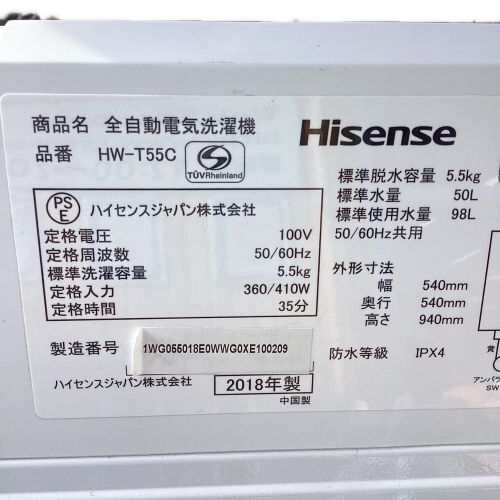 商品名 全自動電気洗濯機
品番 HW-T55C
TÜVRheinland
Hisense
PS
E
ハイセンスジャパン株式会社
定格電圧 100V
定格周波数 50/60Hz
標準洗濯容量 5.5kg
定格入力 360/410W
定格時間 35分
製造番号 1WG055018E0WWG0XE100209
ハイセンスジャパン株式会社 2018年製
中国製
標準脱水容量 5.5kg
標準水量 50L
標準使用水量 98L
50/60Hz共用
外形寸法
幅 540mm
奥行 540mm
高さ 940mm
防水等級 IPX4
黄
アンバラ
SW